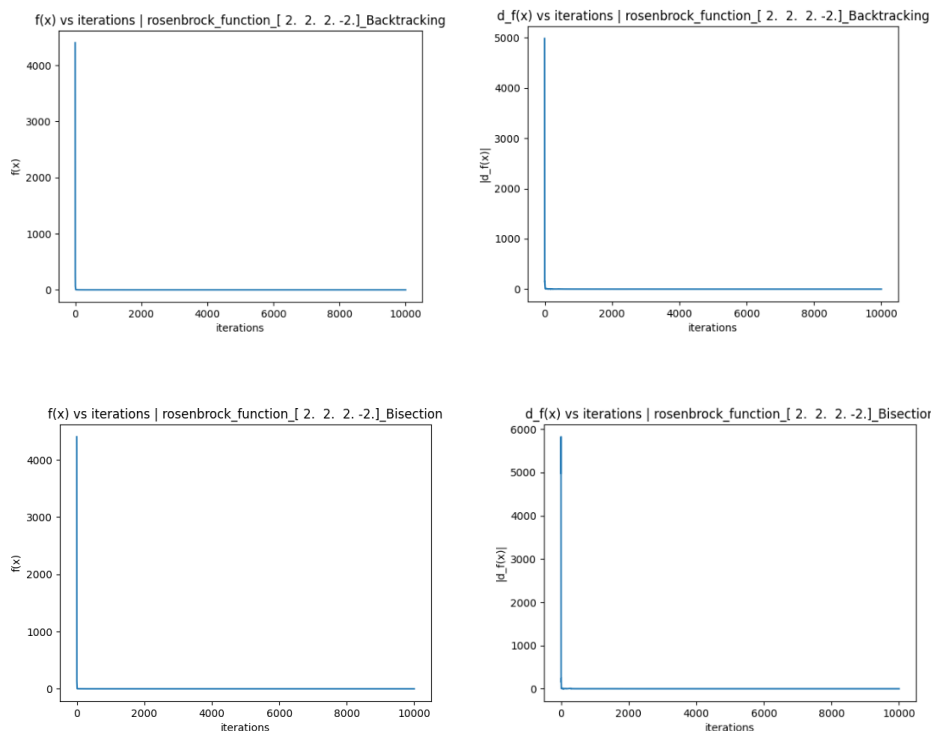 f(x) vs iterations | rosenbrock_function_[ 2.  2.  2. -2.]_Backtracking
4000
3000
2000
1000
0
f(x)
0 2000 4000 6000 8000 10000
iterations
d_f(x) vs iterations | rosenbrock_function_[ 2.  2.  2. -2.]_Backtracking
5000
4000
3000
2000
1000
0
|d_f(x)|
0 2000 4000 6000 8000 10000
iterations
f(x) vs iterations | rosenbrock_function_[ 2.  2.  2. -2.]_Bisection
4000
3000
2000
1000
0
f(x)
0 2000 4000 6000 8000 10000
iterations
d_f(x) vs iterations | rosenbrock_function_[ 2.  2.  2. -2.]_Bisection
6000
5000
4000
3000
2000
1000
0
|d_f(x)|
0 2000 4000 6000 8000 10000
iterations